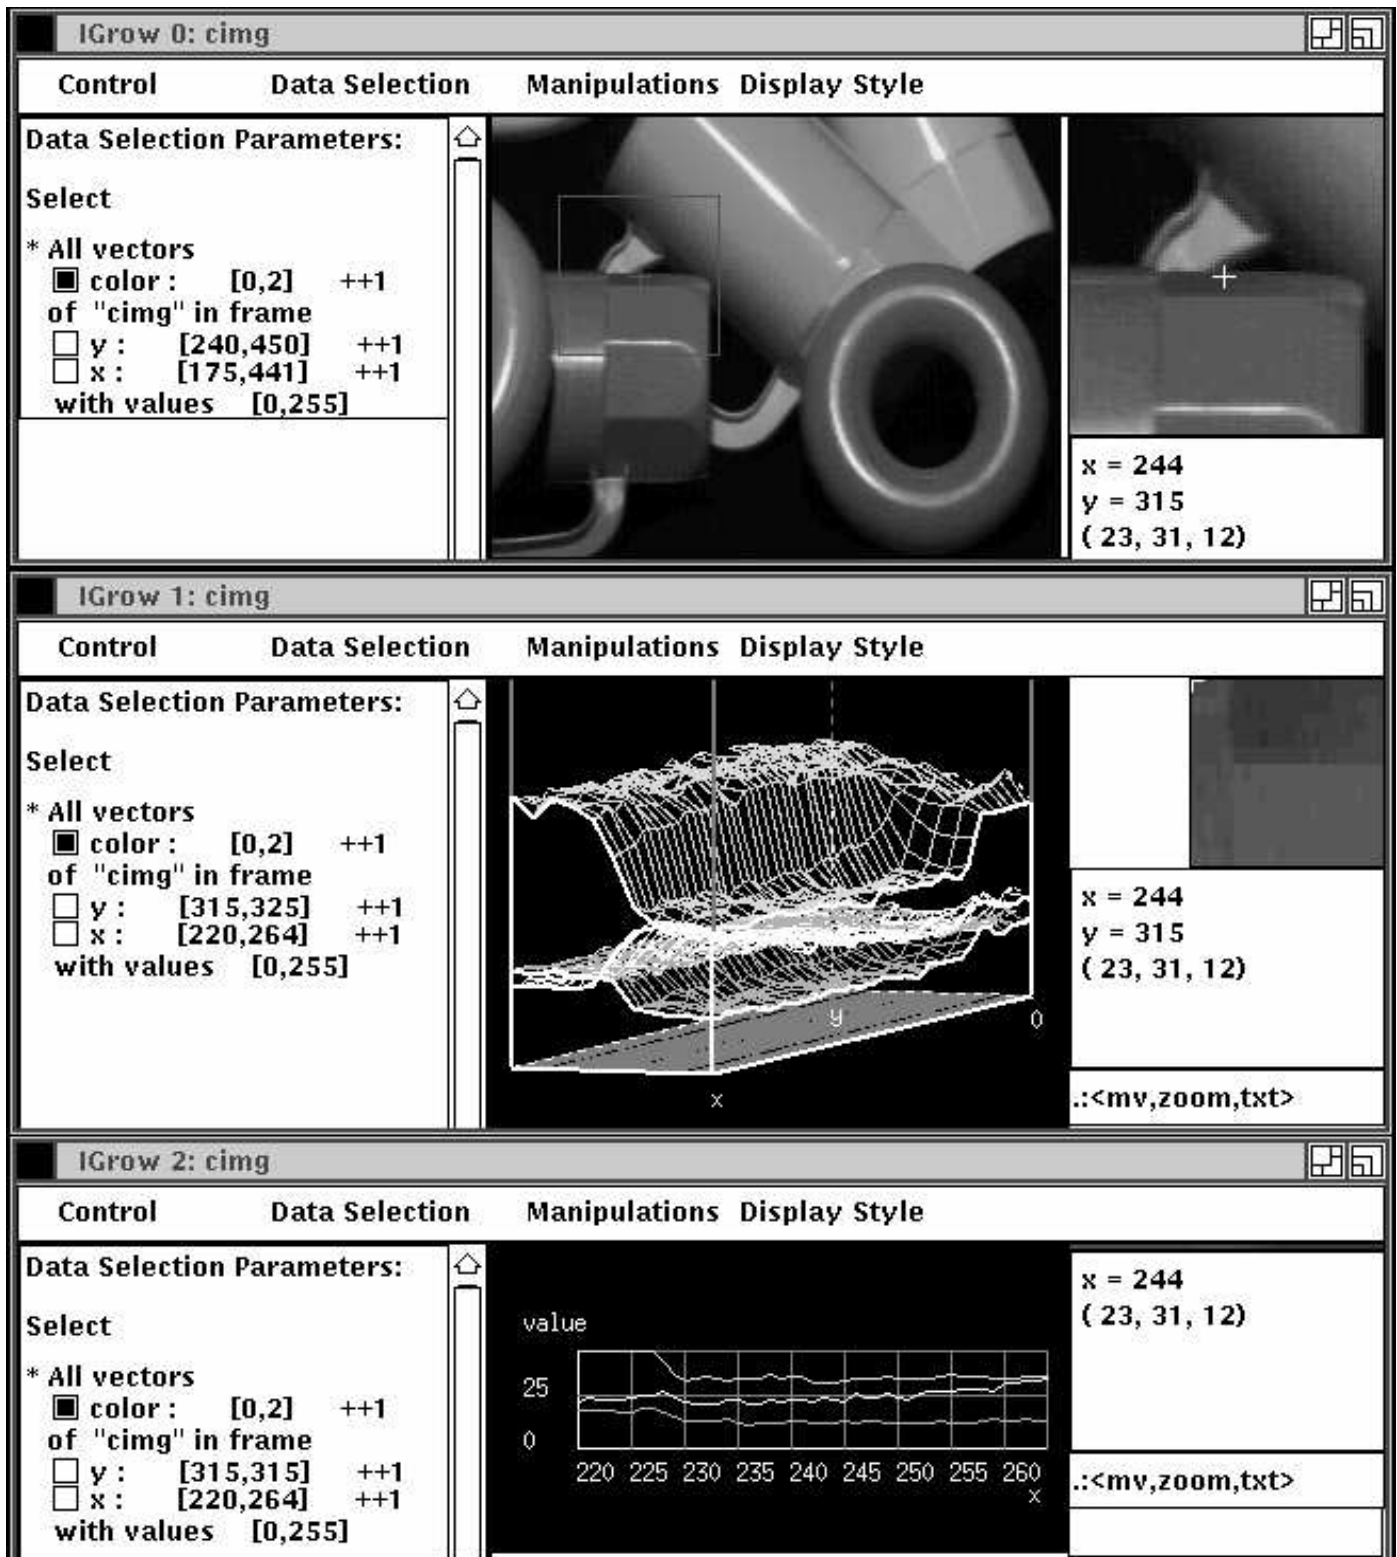 IGrow 0: cimg
Control Data Selection Manipulations Display Style
Data Selection Parameters:
Select
* All vectors
color : [0,2] ++1
of "cimg" in frame
y : [240,450] ++1
x : [175,441] ++1
with values [0,255]
x = 244
y = 315
( 23, 31, 12)
IGrow 1: cimg
Control Data Selection Manipulations Display Style
Data Selection Parameters:
Select
* All vectors
color : [0,2] ++1
of "cimg" in frame
y : [315,325] ++1
x : [220,264] ++1
with values [0,255]
y 0
x
x = 244
y = 315
( 23, 31, 12)
.:<mv,zoom,txt>
IGrow 2: cimg
Control Data Selection Manipulations Display Style
Data Selection Parameters:
Select
* All vectors
color : [0,2] ++1
of "cimg" in frame
y : [315,315] ++1
x : [220,264] ++1
with values [0,255]
value
25
0
220 225 230 235 240 245 250 255 260
x
x = 244
( 23, 31, 12)
.:<mv,zoom,txt>